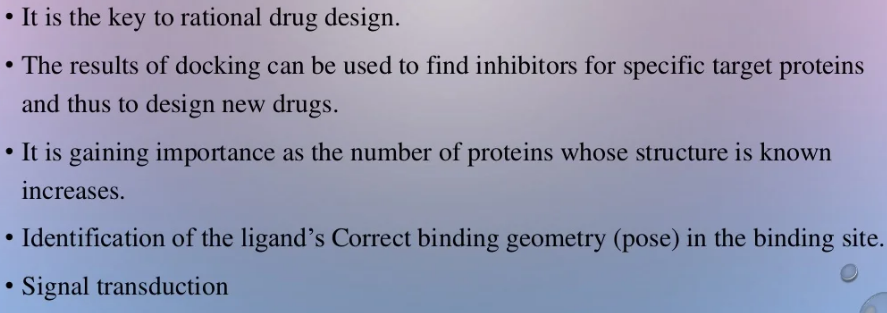 • It is the key to rational drug design.
• The results of docking can be used to find inhibitors for specific target proteins
and thus to design new drugs.
• It is gaining importance as the number of proteins whose structure is known
increases.
• Identification of the ligand’s Correct binding geometry (pose) in the binding site.
• Signal transduction